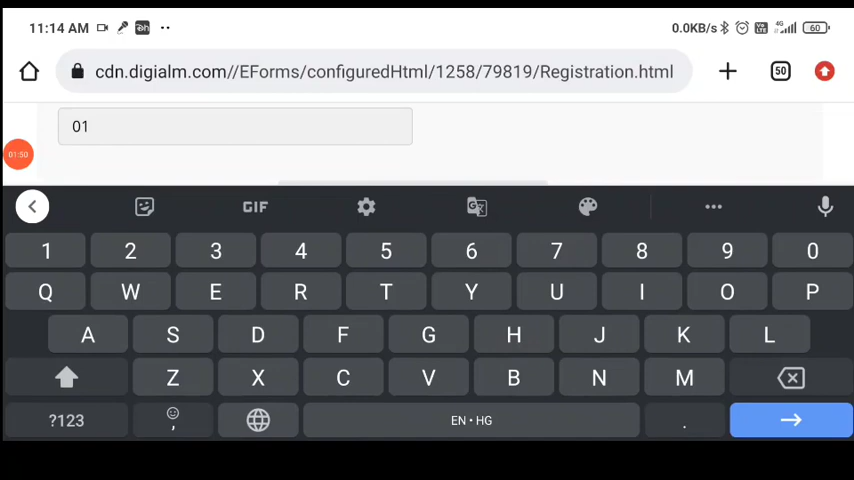 11:14 AM
0.0KB/s 4G 60
cdn.digialm.com//EForms/configuredHtml/1258/79819/Registration.html
50
01
01:50
GIF
1 2 3 4 5 6 7 8 9 0
Q W E R T Y U I O P
A S D F G H J K L
Z X C V B N M
?123 , EN • HG .